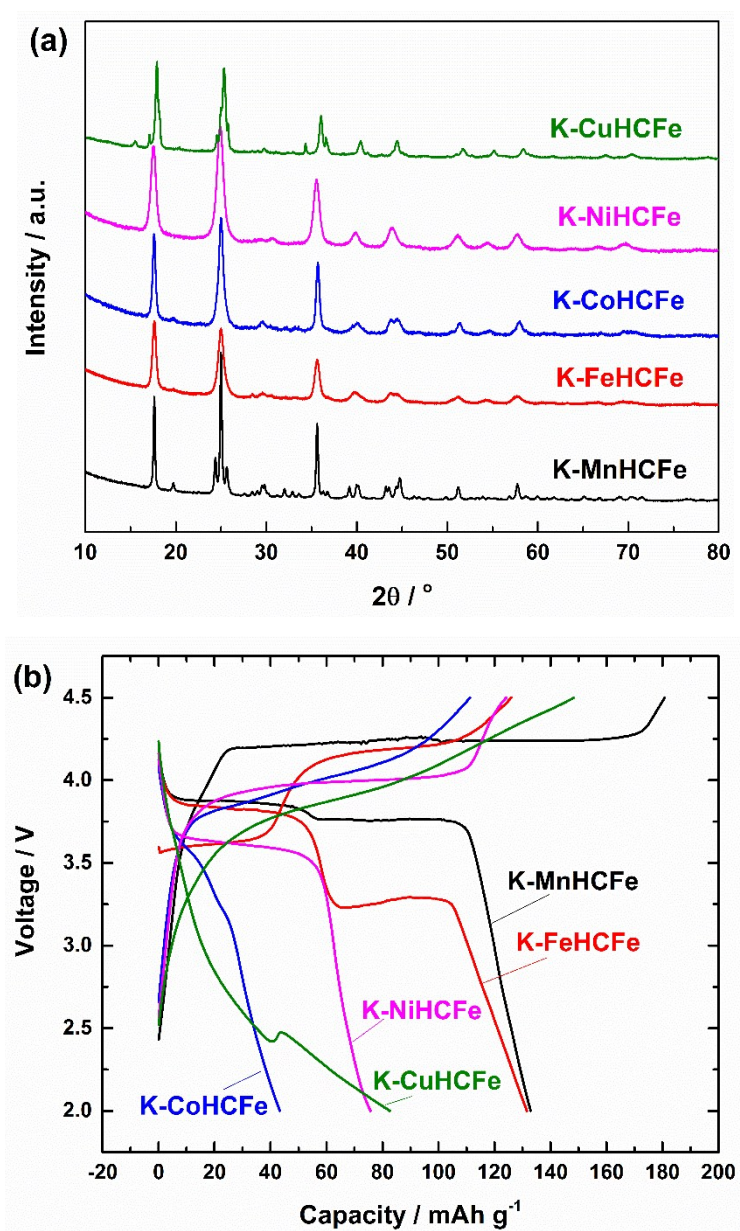 (a)
K-CuHCFe
K-NiHCFe
K-CoHCFe
K-FeHCFe
K-MnHCFe
Intensity / a.u.
10 20 30 40 50 60 70 80
2θ / °
(b)
4.5
4.0
3.5
3.0
2.5
2.0
Voltage / V
K-MnHCFe
K-FeHCFe
K-NiHCFe
K-CuHCFe
K-CoHCFe
-20 0 20 40 60 80 100 120 140 160 180 200
Capacity / mAh g⁻¹